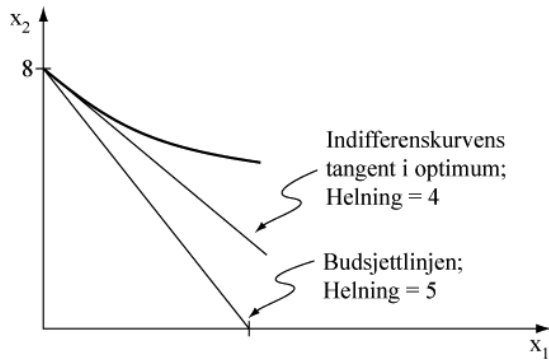 x2
8
Indifferenskurvens
tangent i optimum;
Helning = 4
Budsjettlinjen;
Helning = 5
x1